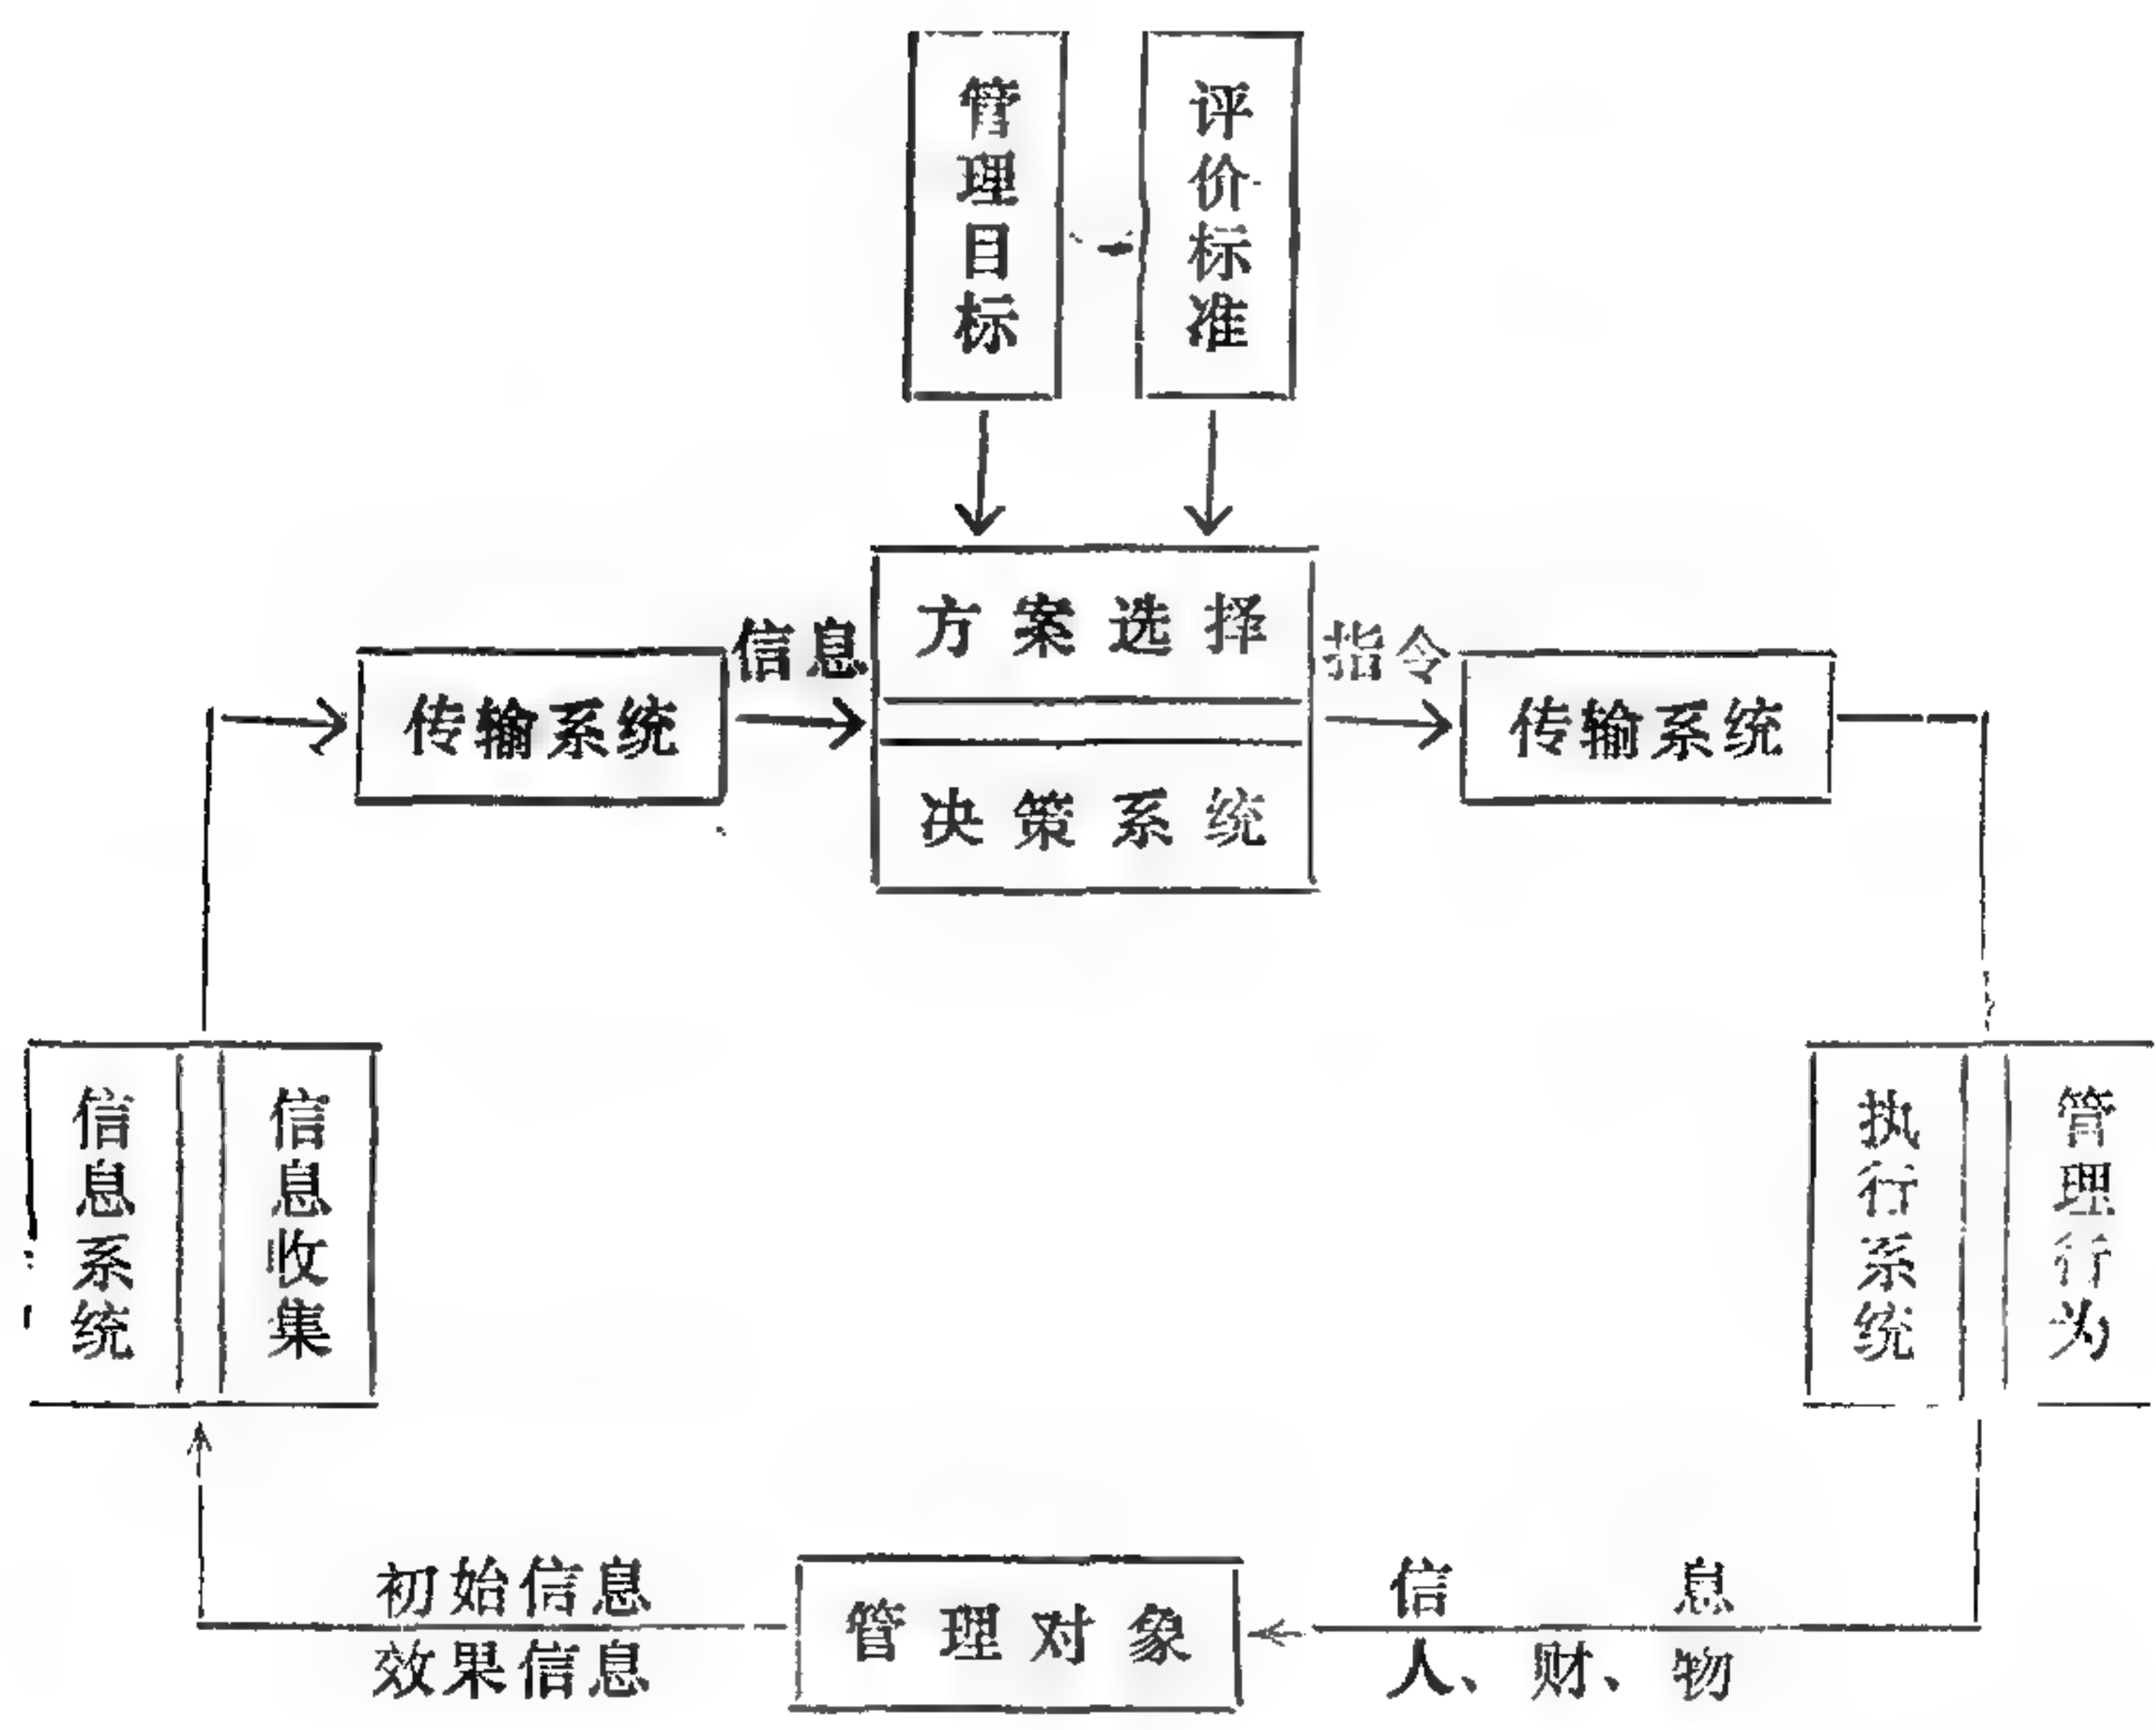 管理目标
评价标准
方案选择
决策系统
信息
指令
传输系统
传输系统
信息系统
信息收集
执行系统
管理行为
初始信息
效果信息
管理对象
信息
人、财、物